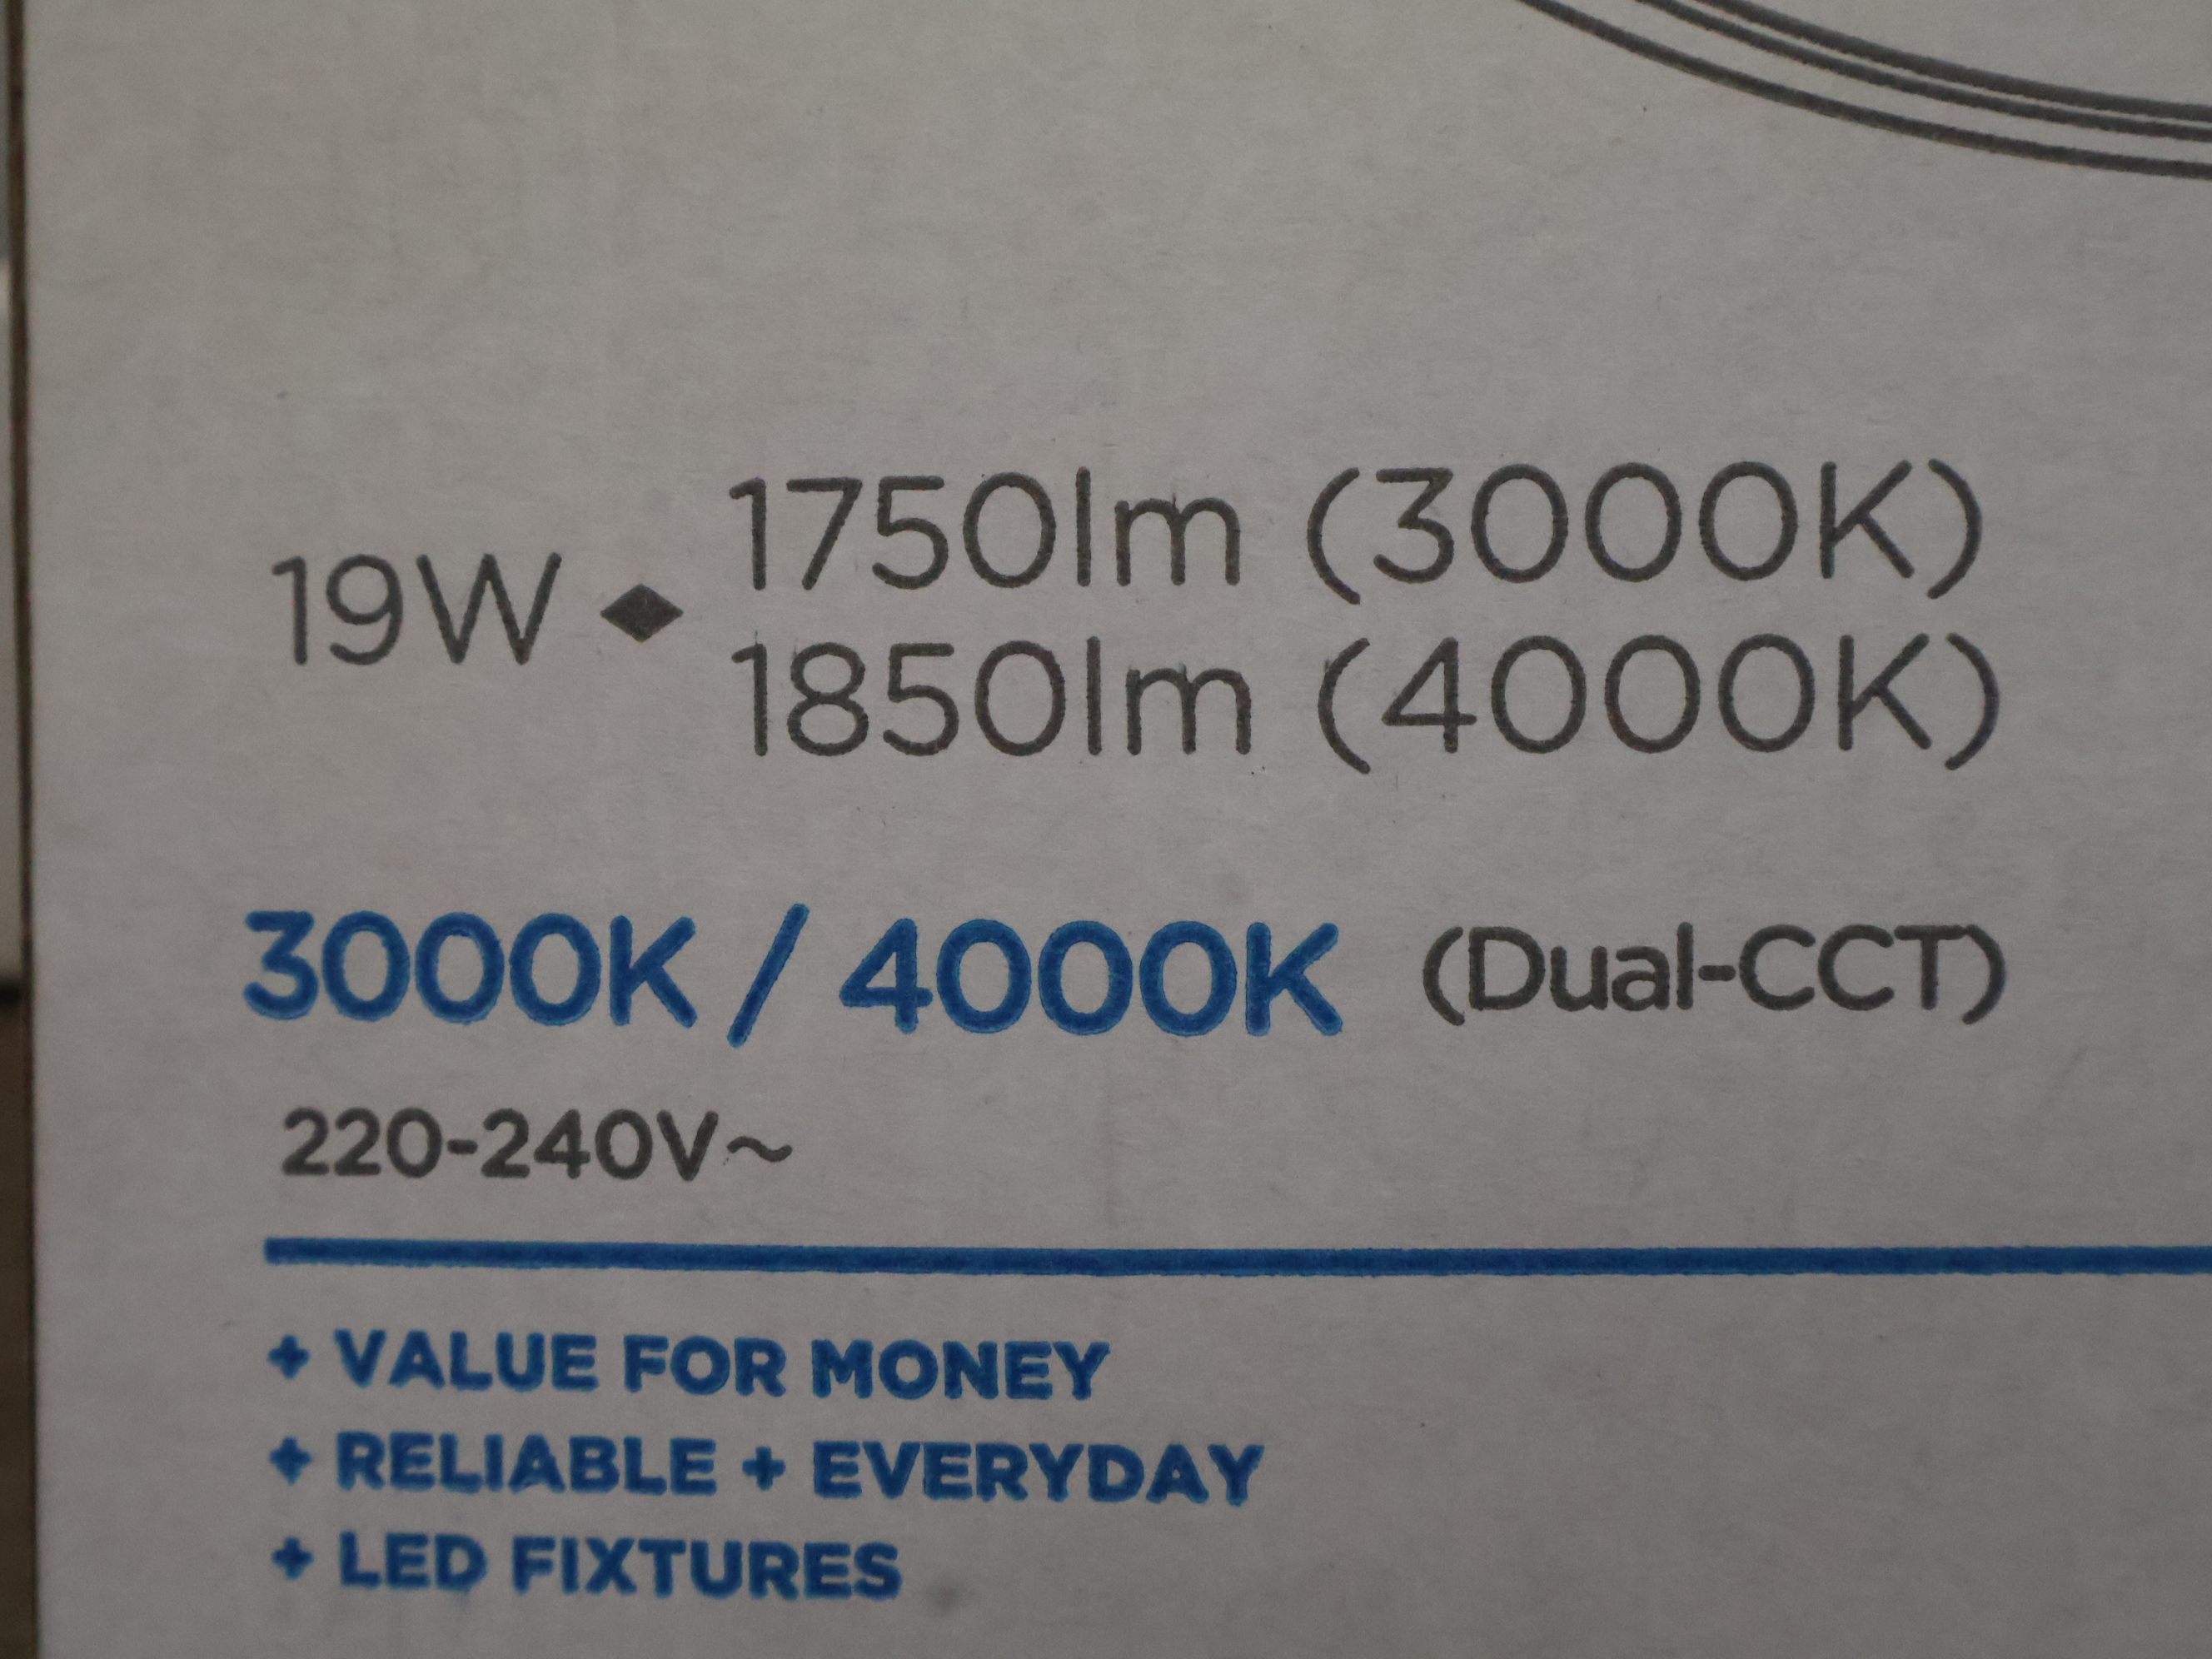 19W ◆ 1750lm (3000K)
1850lm (4000K)
3000K / 4000K (Dual-CCT)
220-240V~
+ VALUE FOR MONEY
+ RELIABLE + EVERYDAY
+ LED FIXTURES